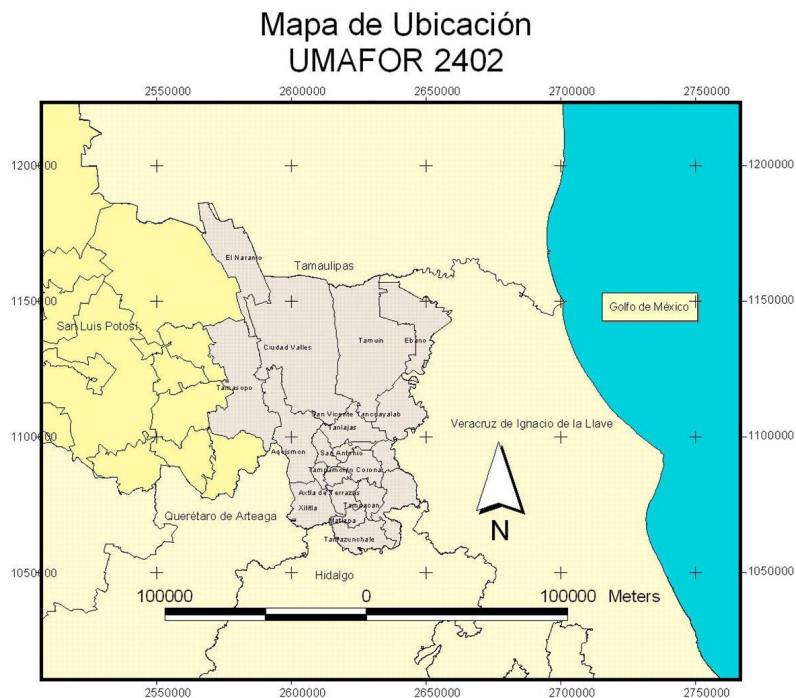 Mapa de Ubicación
UMAFOR 2402
2550000 2600000 2650000 2700000 2750000
1200000 1200000
El Naranjo
Tamaulipas
1150000 1150000
Golfo de México
San Luis Potosí
Ciudad Valles Tamuin Ebano
Tamasopo
San Vicente Tancuayalab
Veracruz de Ignacio de la Llave
Tanlajas
1100000 1100000
Aquismon San Antonio
Tampamolón Corona
Axtla de Terrazas
Xilitla Tampacan
Querétaro de Arteaga
Matlapa
N
Tamazunchale
1050000 1050000
Hidalgo
100000 0 100000 Meters
2550000 2600000 2650000 2700000 2750000